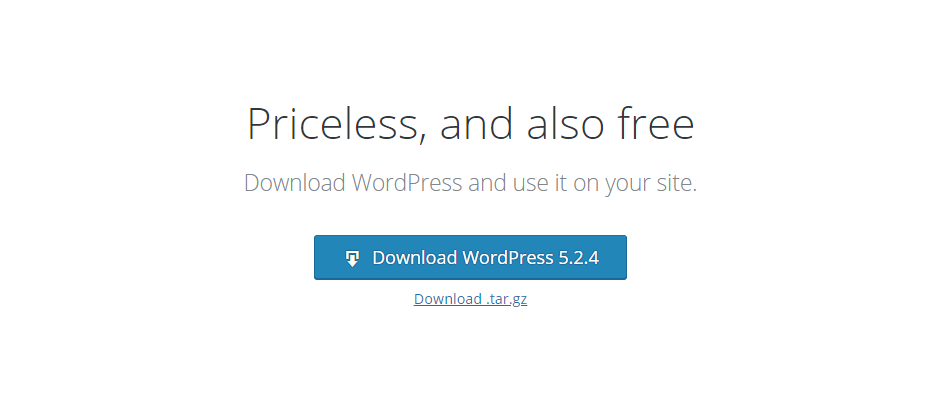 Priceless, and also free
Download WordPress and use it on your site.
Download WordPress 5.2.4
Download .tar.gz